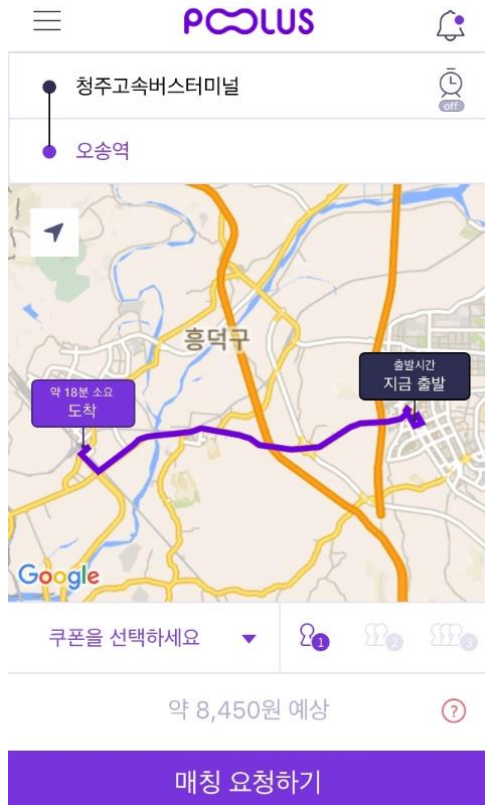 POOLUS
청주고속버스터미널
off
오송역
흥덕구
출발시간
지금 출발
약 18분 소요
도착
Google
쿠폰을 선택하세요
1
2
3
약 8,450원 예상
?
매칭 요청하기